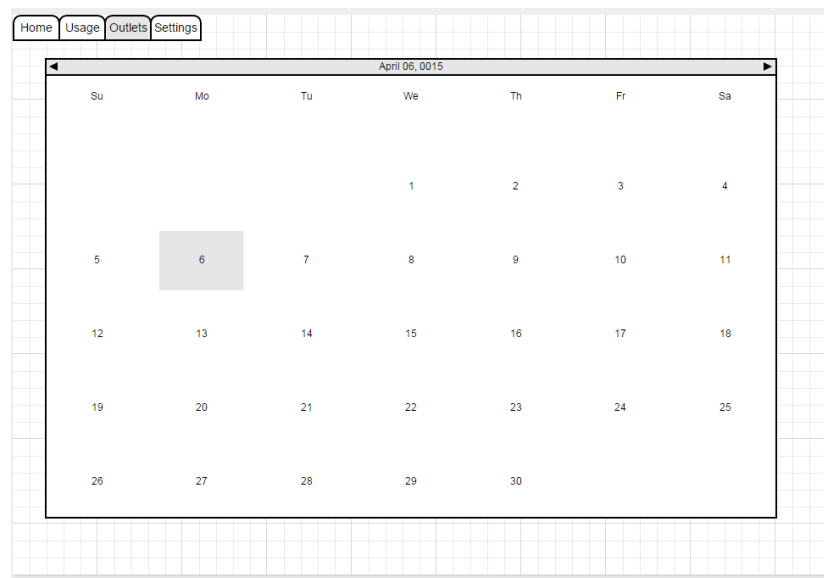 Home Usage Outlets Settings
April 06, 0015
Su Mo Tu We Th Fr Sa
1 2 3 4
5 6 7 8 9 10 11
12 13 14 15 16 17 18
19 20 21 22 23 24 25
26 27 28 29 30